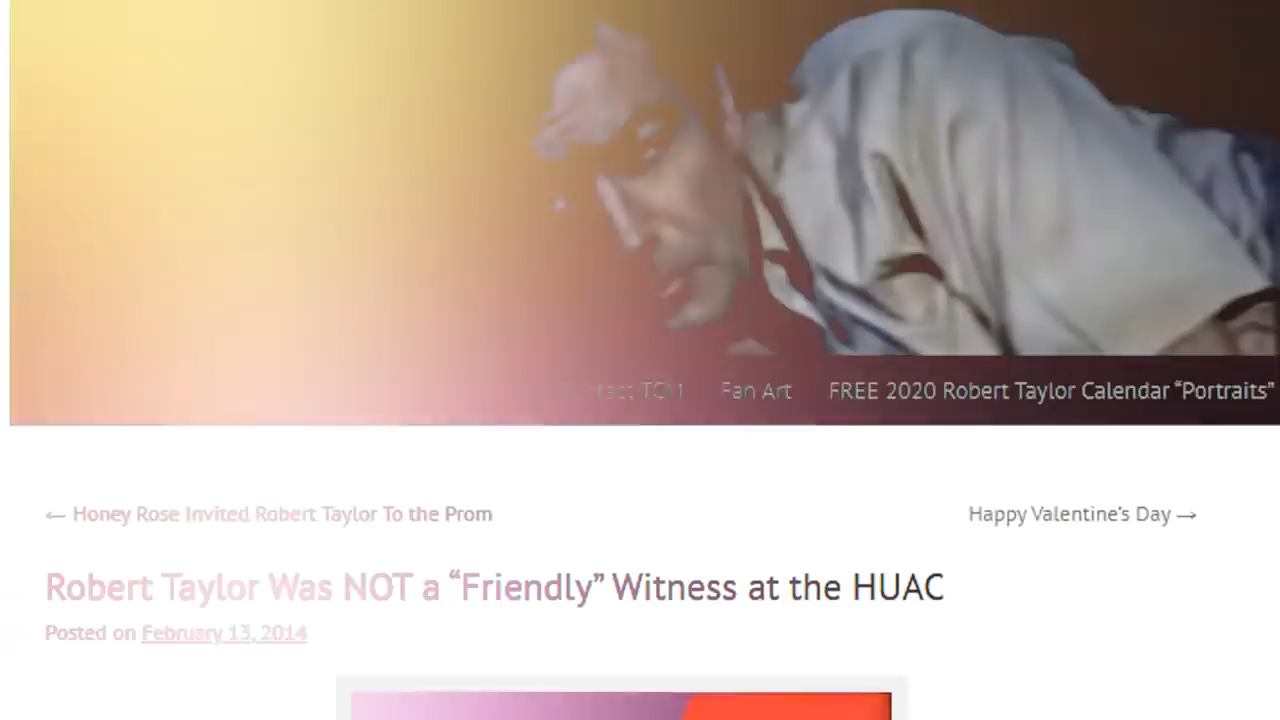 Fan Art FREE 2020 Robert Taylor Calendar “Portraits”
← Honey Rose Invited Robert Taylor To the Prom Happy Valentine’s Day →
Robert Taylor Was NOT a “Friendly” Witness at the HUAC
Posted on February 13, 2014